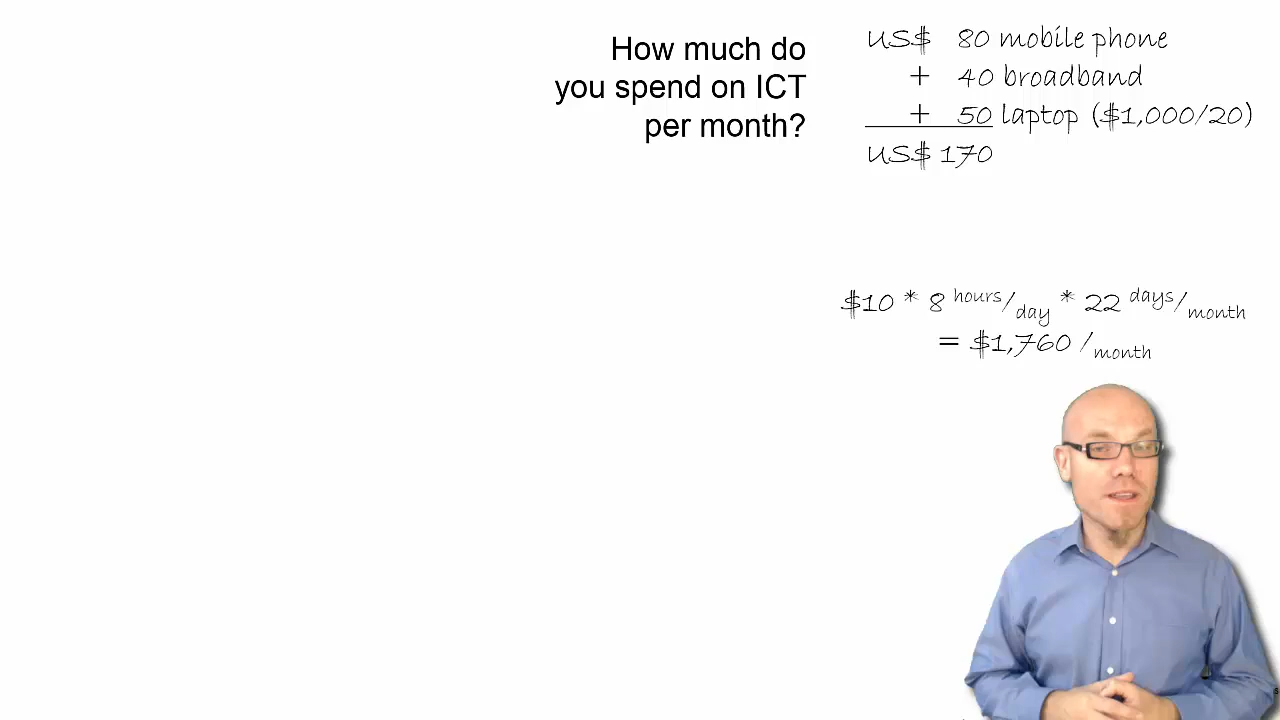 How much do
you spend on ICT
per month?
US$ 80 mobile phone
+ 40 broadband
+ 50 laptop ($1,000/20)
US$ 170
$10 * 8 hours/day * 22 days/month
= $1,760 /month